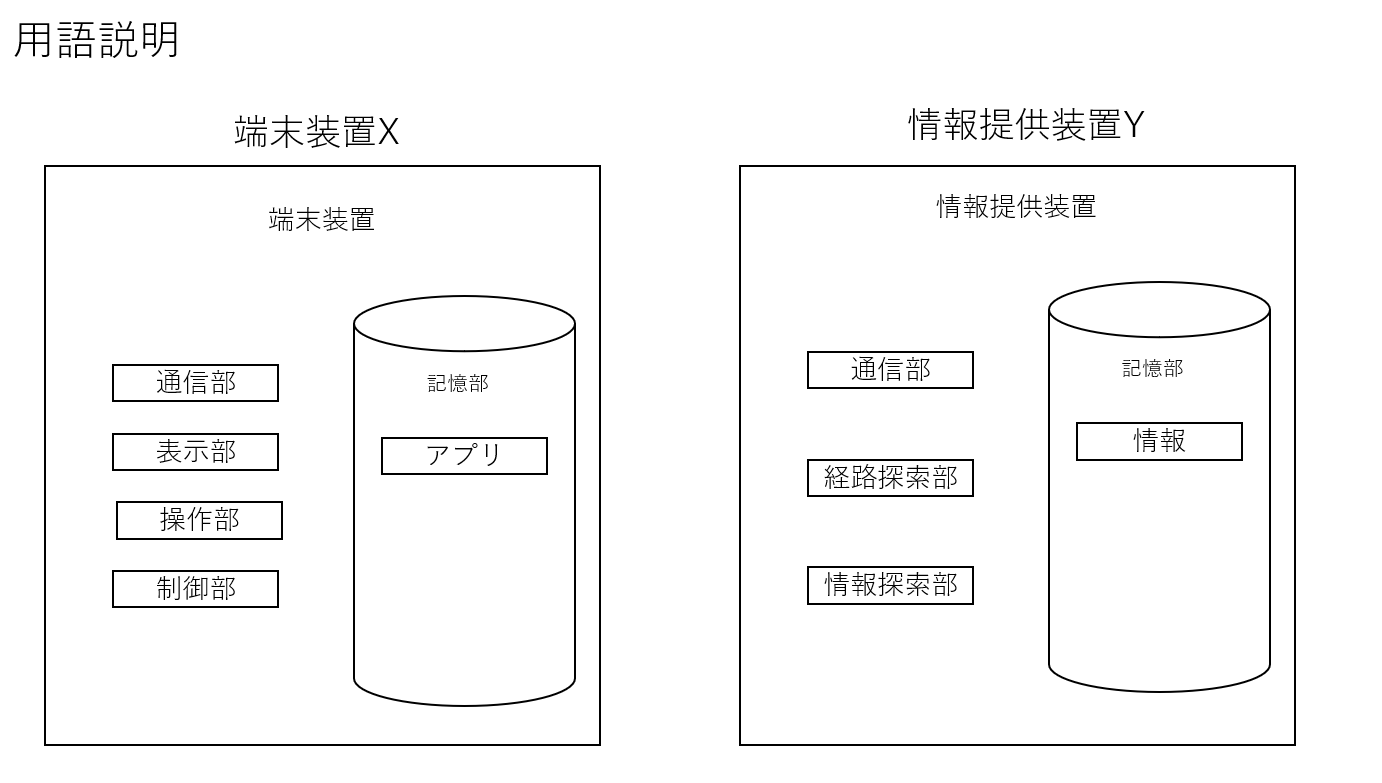 用語説明
端末装置X
端末装置
通信部
表示部
操作部
制御部
記憶部
アプリ
情報提供装置Y
情報提供装置
通信部
経路探索部
情報探索部
記憶部
情報